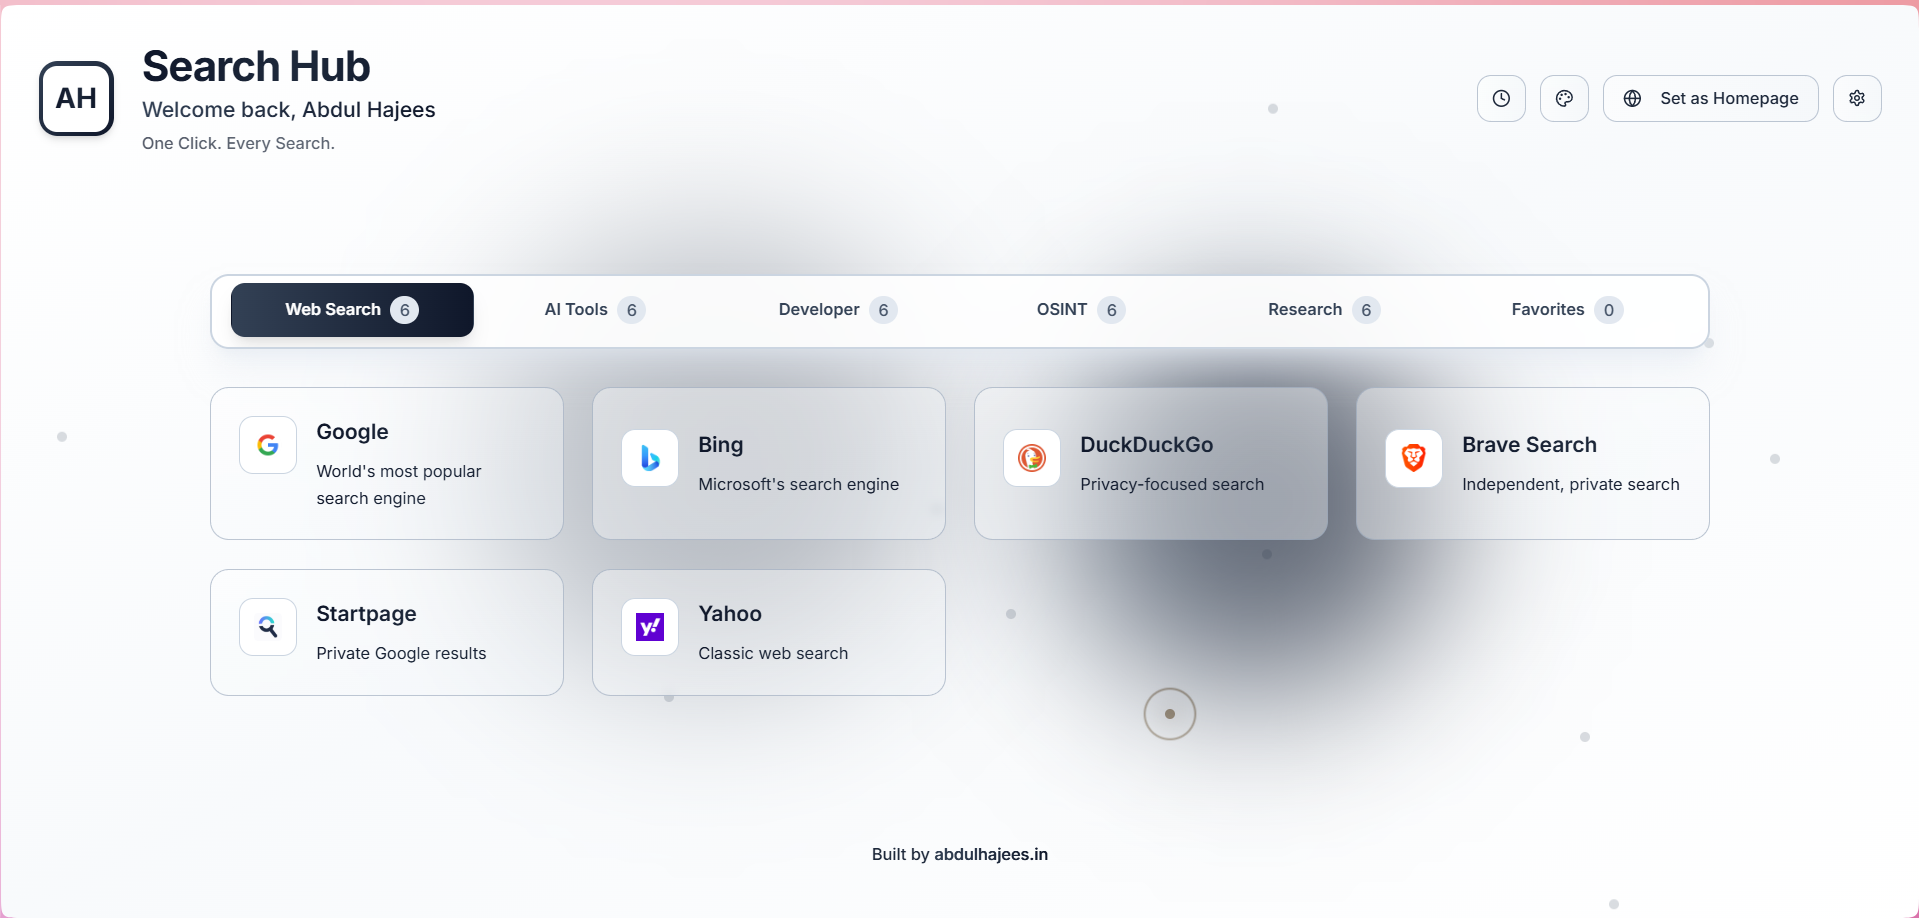 AH
Search Hub
Welcome back, Abdul Hajees
One Click. Every Search.
Set as Homepage
Web Search 6
AI Tools 6
Developer 6
OSINT 6
Research 6
Favorites 0
Google
World's most popular
search engine
Bing
Microsoft's search engine
DuckDuckGo
Privacy-focused search
Brave Search
Independent, private search
Startpage
Private Google results
y!
Yahoo
Classic web search
Built by abdulhajees.in